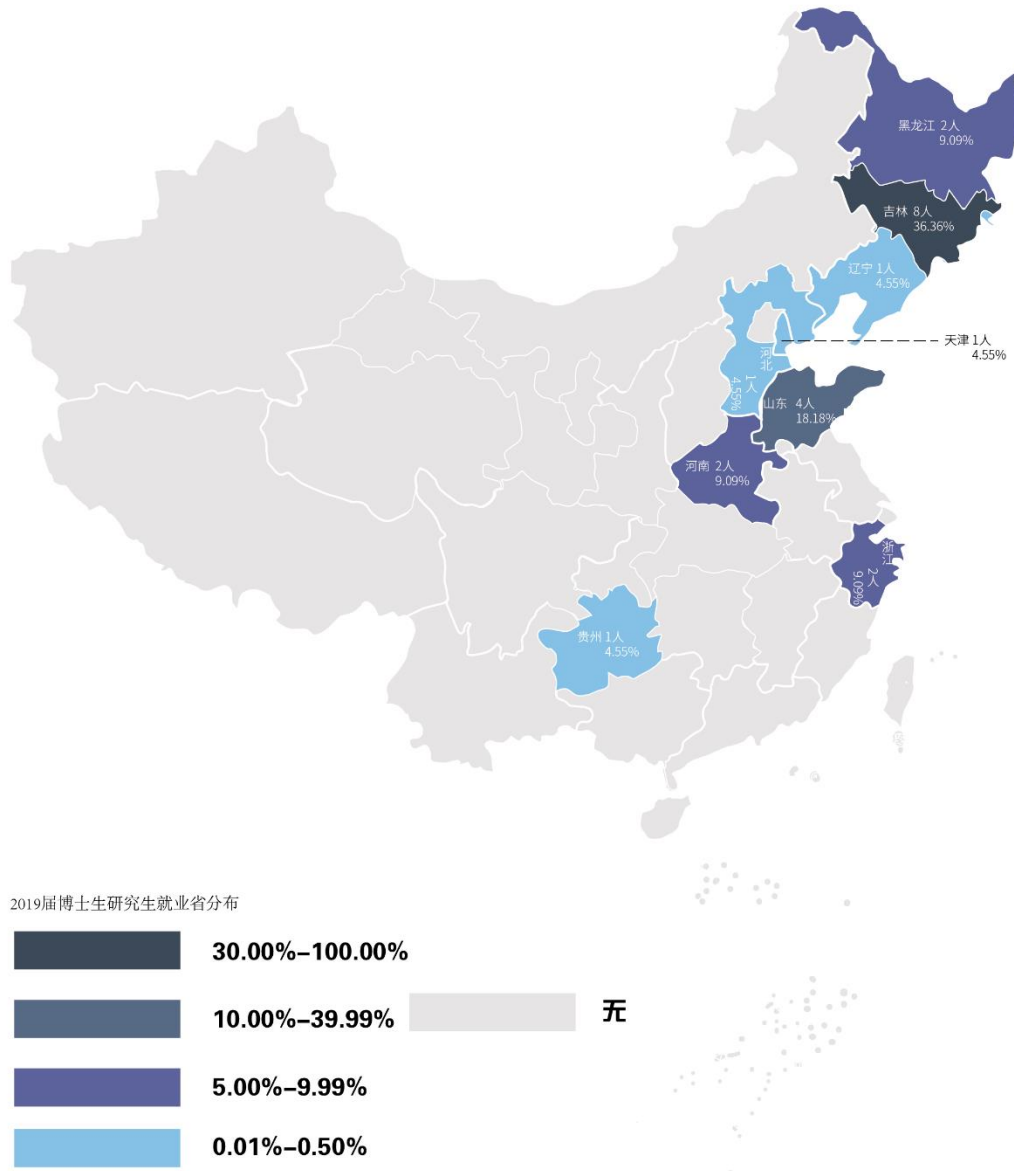 黑龙江 2人
9.09%
吉林 8人
36.36%
辽宁 1人
4.55%
天津 1人
4.55%
河北
1人
4.55%
山东 4人
18.18%
河南 2人
9.09%
浙江
2人
9.09%
贵州 1人
4.55%
2019届博士生研究生就业省分布
30.00%–100.00%
10.00%–39.99%
无
5.00%–9.99%
0.01%–0.50%